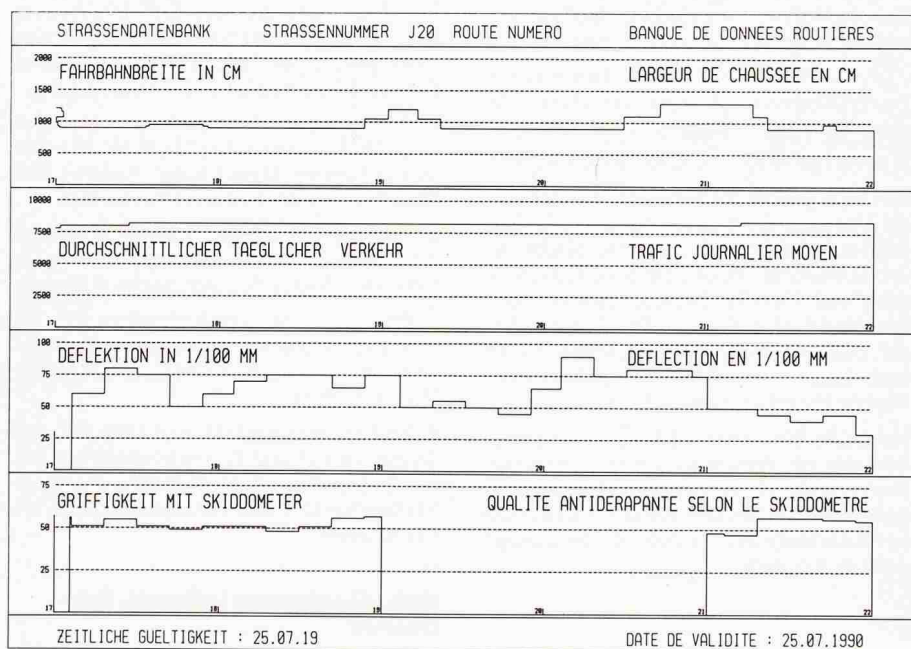 STRASSENDATENBANK STRASSENNUMMER J20 ROUTE NUMERO BANQUE DE DONNEES ROUTIERES
2000
FAHRBAHNBREITE IN CM LARGEUR DE CHAUSSEE EN CM
1500
1000
500
17 18 19 20 21 22
10000
7500
DURCHSCHNITTLICHER TAEGLICHER VERKEHR TRAFIC JOURNALIER MOYEN
5000
2500
17 18 19 20 21 22
100
DEFLEKTION IN 1/100 MM DEFLECTION EN 1/100 MM
75
50
25
17 18 19 20 21 22
75
GRIFFIGKEIT MIT SKIDDOMETER QUALITE ANTIDERAPANTE SELON LE SKIDDOMETRE
50
25
17 18 19 20 21 22
ZEITLICHE GUELTIGKEIT : 25.07.19 DATE DE VALIDITE : 25.07.1990